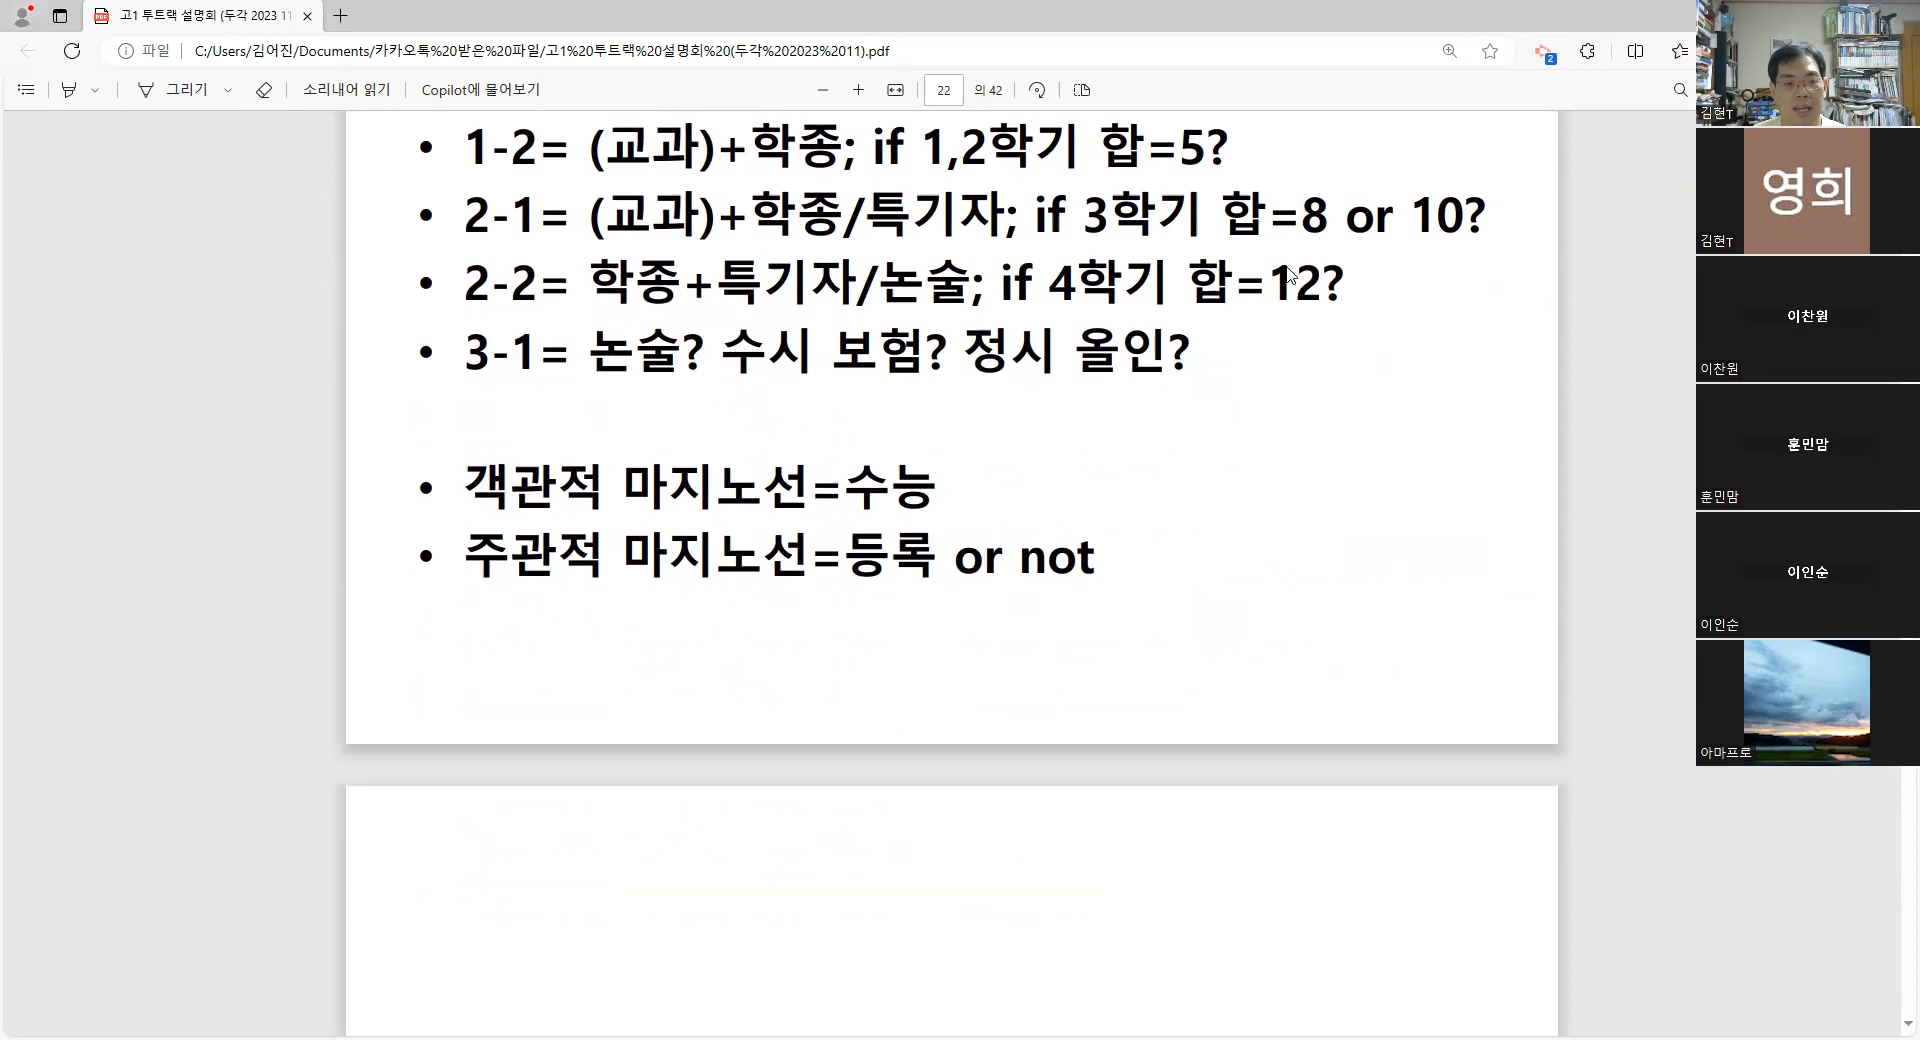 고1 투트랙 설명회 (두각 2023 11
파일
C:/Users/김어진/Documents/카카오톡%20받은%20파일/고1%20투트랙%20설명회%20(두각%202023%2011).pdf
2
그리기
소리내어 읽기
Copilot에 물어보기
22
의 42
1-2= (교과)+학종; if 1,2학기 합=5?
2-1= (교과)+학종/특기자; if 3학기 합=8 or 10?
2-2= 학종+특기자/논술; if 4학기 합=12?
3-1= 논술? 수시 보험? 정시 올인?
객관적 마지노선=수능
주관적 마지노선=등록 or not
김현T
영희
김현T
이찬원
이찬원
훈민맘
훈민맘
이인순
이인순
아마프로